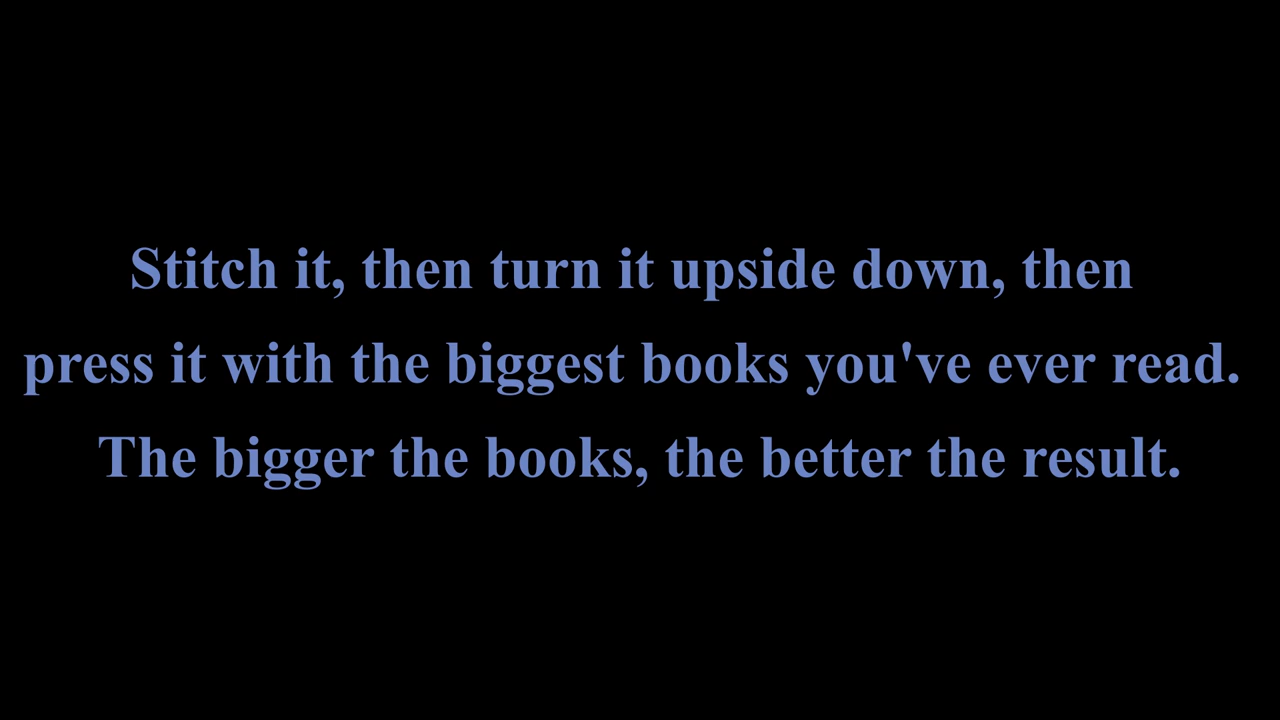 Stitch it, then turn it upside down, then
press it with the biggest books you've ever read.
The bigger the books, the better the result.